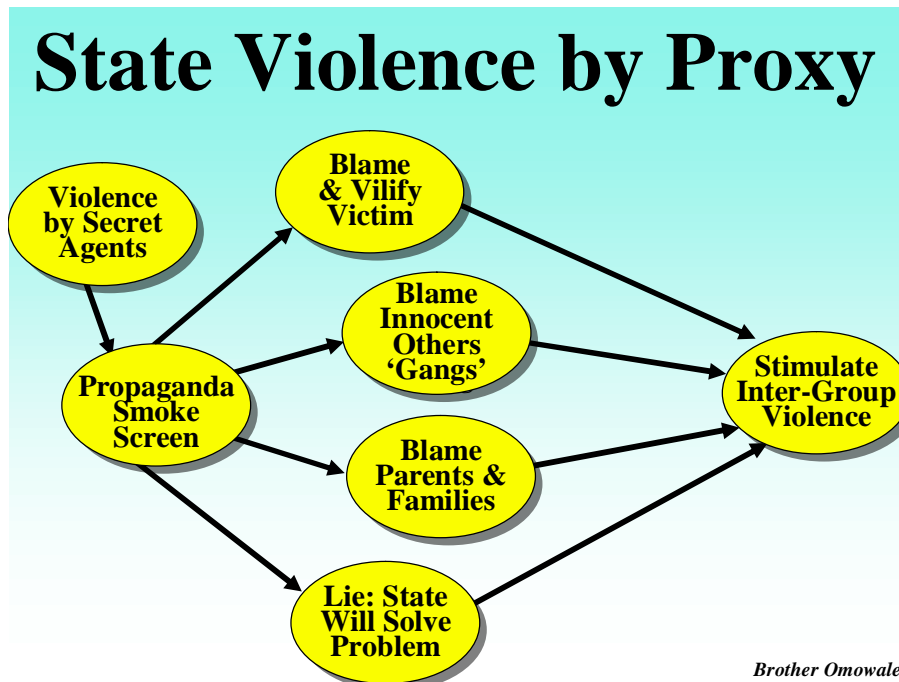 State Violence by Proxy
Violence
by Secret
Agents
Blame
& Vilify
Victim
Blame
Innocent
Others
‘Gangs’
Propaganda
Smoke
Screen
Stimulate
Inter-Group
Violence
Blame
Parents &
Families
Lie: State
Will Solve
Problem
Brother Omowale